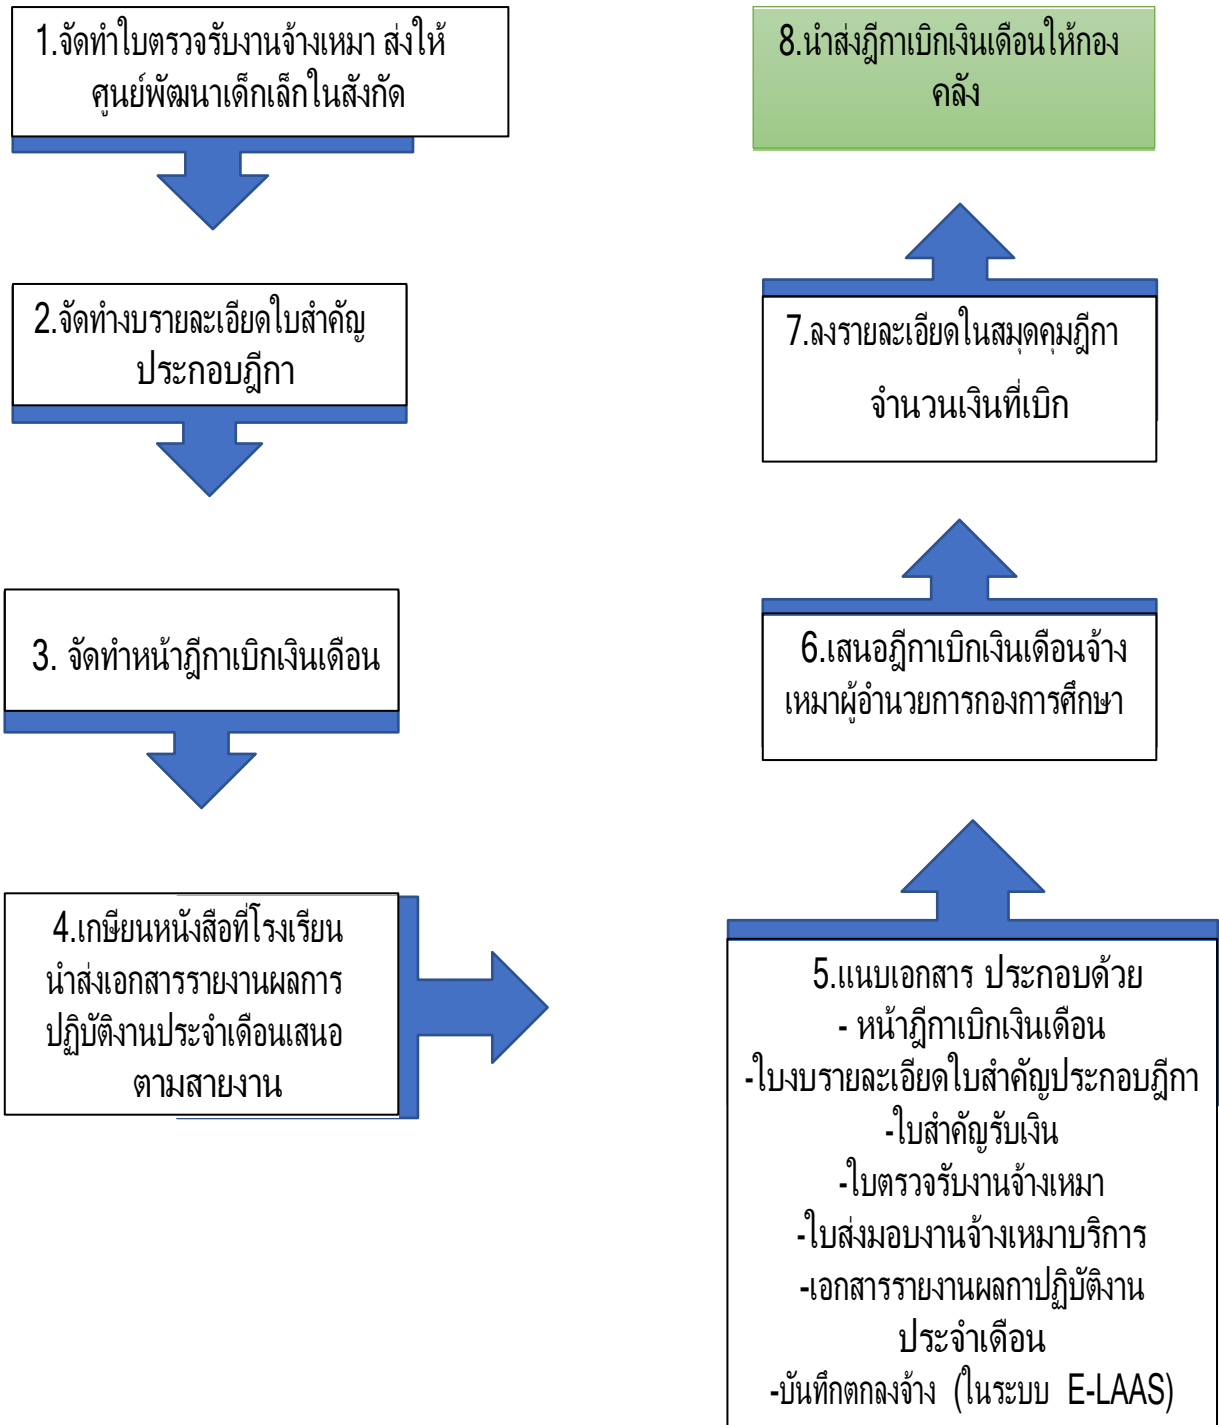 1.จัดทำใบตรวจรับงานจ้างเหมา ส่งให้
ศูนย์พัฒนาเด็กเล็กในสังกัด
2.จัดทำงบรายละเอียดใบสำคัญ
ประกอบฎีกา
3. จัดทำหน้าฎีกาเบิกเงินเดือน
4.เกษียนหนังสือที่โรงเรียน
นำส่งเอกสารรายงานผลการ
ปฏิบัติงานประจำเดือนเสนอ
ตามสายงาน
5.แนบเอกสาร ประกอบด้วย
- หน้าฎีกาเบิกเงินเดือน
-ใบงบรายละเอียดใบสำคัญประกอบฎีกา
-ใบสำคัญรับเงิน
-ใบตรวจรับงานจ้างเหมา
-ใบส่งมอบงานจ้างเหมาบริการ
-เอกสารรายงานผลกาปฏิบัติงาน
ประจำเดือน
-บันทึกตกลงจ้าง (ในระบบ E-LAAS)
6.เสนอฎีกาเบิกเงินเดือนจ้าง
เหมาผู้อำนวยการกองการศึกษา
7.ลงรายละเอียดในสมุดคุมฎีกา
จำนวนเงินที่เบิก
8.นำส่งฎีกาเบิกเงินเดือนให้กอง
คลัง